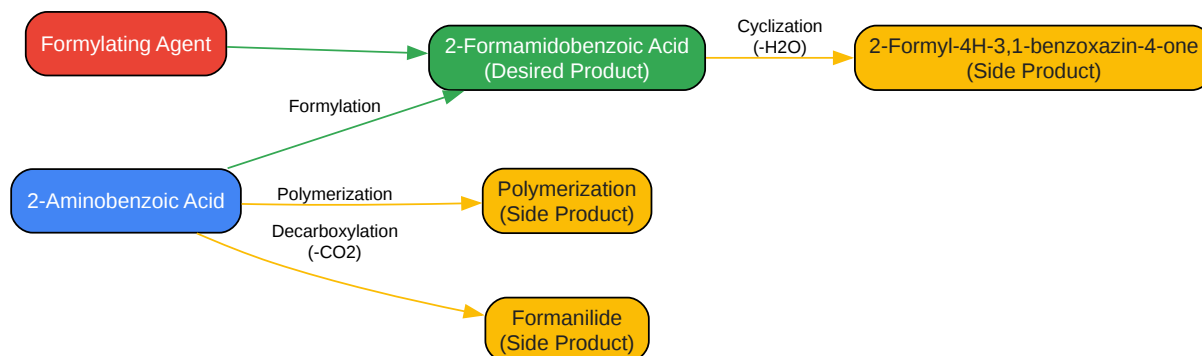 Formylating Agent
2-Formamidobenzoic Acid
(Desired Product)
Cyclization
(-H2O)
2-Formyl-4H-3,1-benzoxazin-4-one
(Side Product)
Formylation
2-Aminobenzoic Acid
Polymerization
Polymerization
(Side Product)
Decarboxylation
(-CO2)
Formanilide
(Side Product)